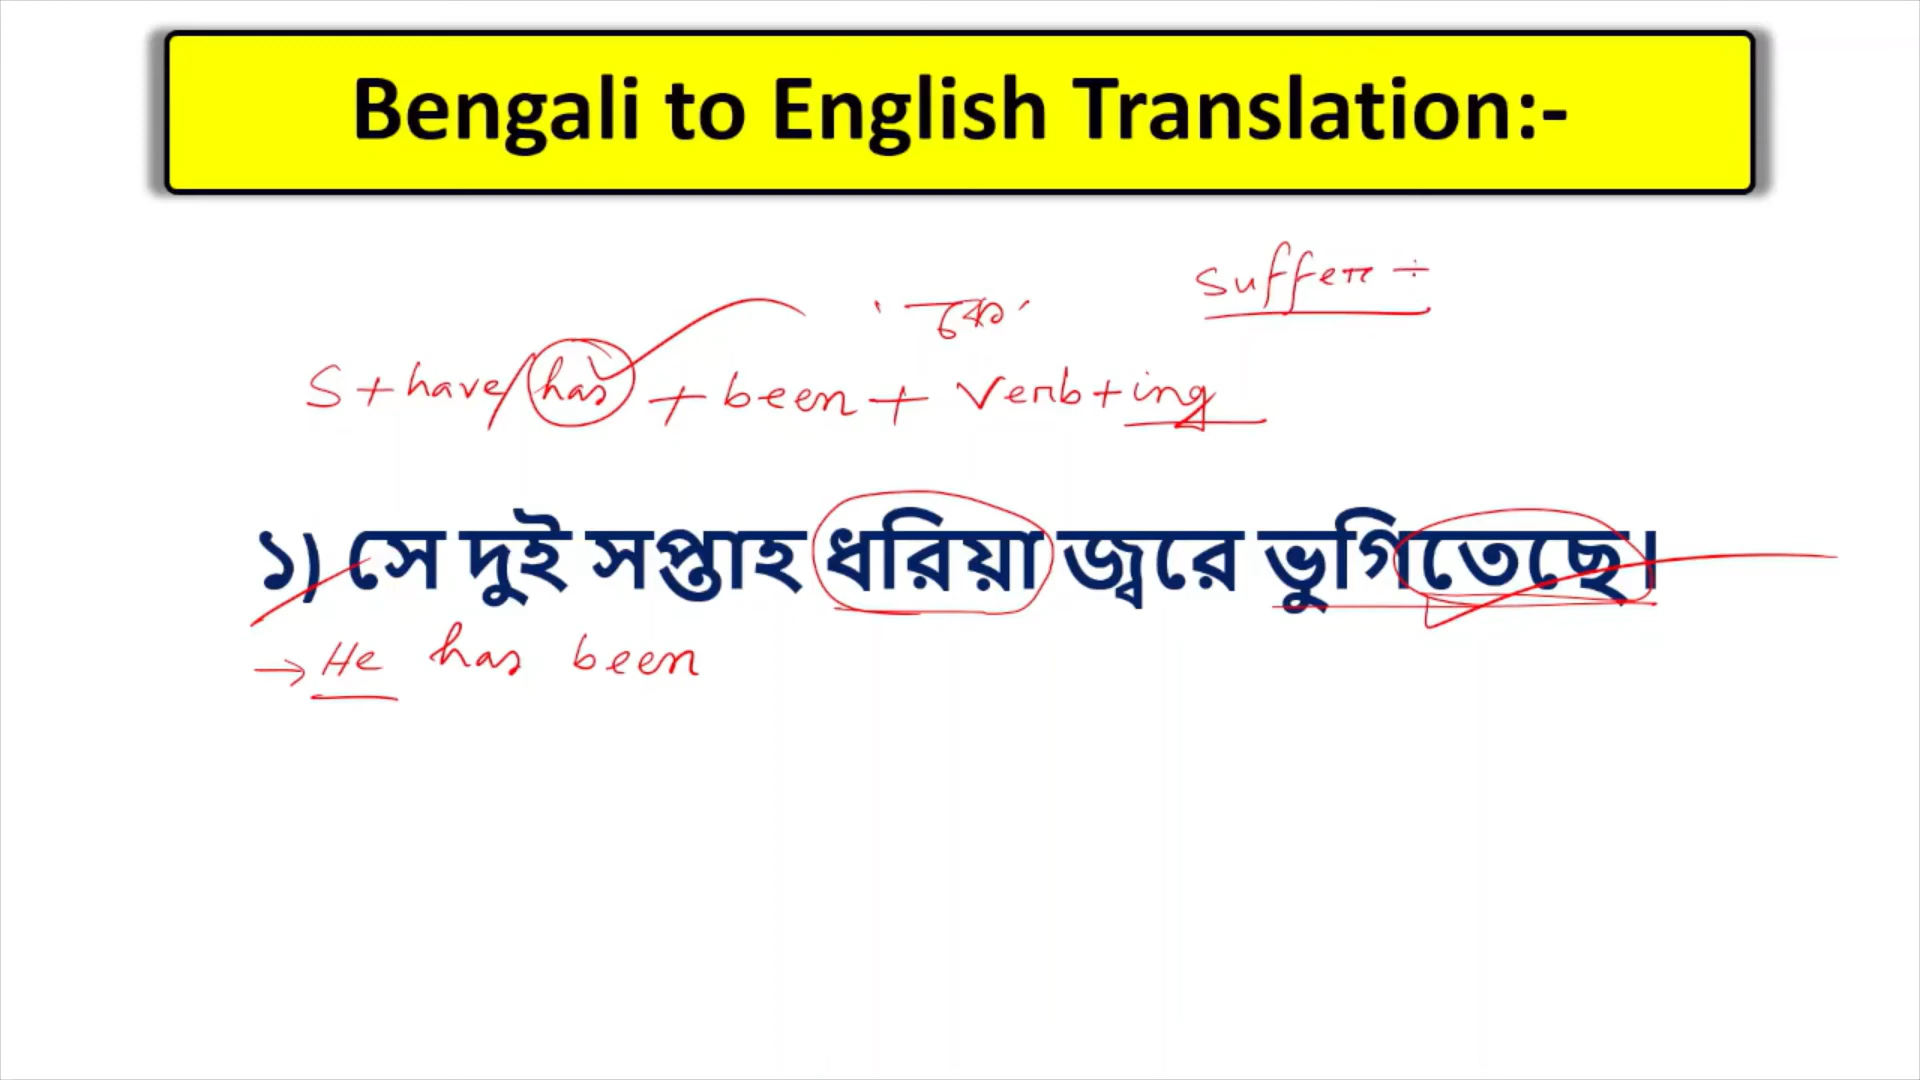 Bengali to English Translation:-
suffer ÷
S + have/has + been + Verb + ing
১) সে দুই সপ্তাহ ধরিয়া জ্বরে ভুগিতেছে।
→ He has been